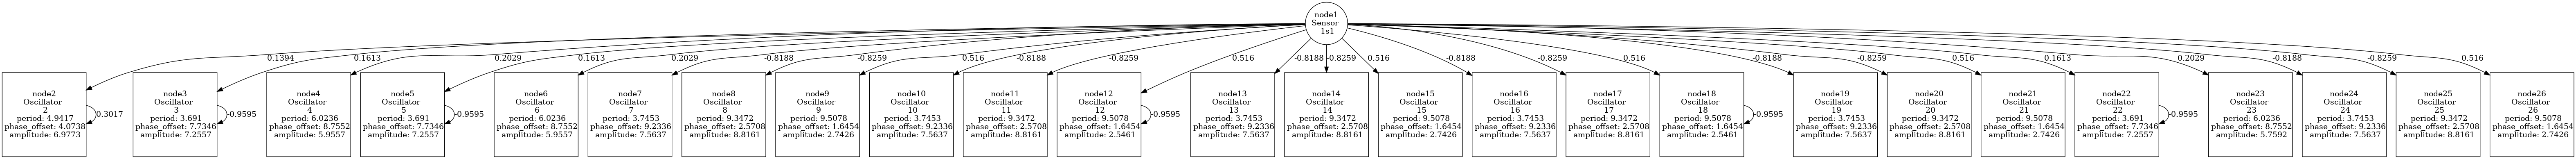 node1
Sensor
1s1
0.1394
0.1613
0.2029
0.1613
0.2029
-0.8188
-0.8259
0.516
-0.8188
-0.8259
0.516
-0.8188
-0.8259
0.516
-0.8188
-0.8259
0.516
-0.8188
-0.8259
0.516
0.1613
0.2029
-0.8188
-0.8259
0.516
node2
Oscillator
2
period: 4.9417
phase_offset: 4.0738
amplitude: 6.9773
0.3017
node3
Oscillator
3
period: 3.691
phase_offset: 7.7346
amplitude: 7.2557
-0.9595
node4
Oscillator
4
period: 6.0236
phase_offset: 8.7552
amplitude: 5.9557
node5
Oscillator
5
period: 3.691
phase_offset: 7.7346
amplitude: 7.2557
-0.9595
node6
Oscillator
6
period: 6.0236
phase_offset: 8.7552
amplitude: 5.9557
node7
Oscillator
7
period: 3.7453
phase_offset: 9.2336
amplitude: 7.5637
node8
Oscillator
8
period: 9.3472
phase_offset: 2.5708
amplitude: 8.8161
node9
Oscillator
9
period: 9.5078
phase_offset: 1.6454
amplitude: 2.7426
node10
Oscillator
10
period: 3.7453
phase_offset: 9.2336
amplitude: 7.5637
node11
Oscillator
11
period: 9.3472
phase_offset: 2.5708
amplitude: 8.8161
node12
Oscillator
12
period: 9.5078
phase_offset: 1.6454
amplitude: 2.5461
-0.9595
node13
Oscillator
13
period: 3.7453
phase_offset: 9.2336
amplitude: 7.5637
node14
Oscillator
14
period: 9.3472
phase_offset: 2.5708
amplitude: 8.8161
node15
Oscillator
15
period: 9.5078
phase_offset: 1.6454
amplitude: 2.7426
node16
Oscillator
16
period: 3.7453
phase_offset: 9.2336
amplitude: 7.5637
node17
Oscillator
17
period: 9.3472
phase_offset: 2.5708
amplitude: 8.8161
node18
Oscillator
18
period: 9.5078
phase_offset: 1.6454
amplitude: 2.5461
-0.9595
node19
Oscillator
19
period: 3.7453
phase_offset: 9.2336
amplitude: 7.5637
node20
Oscillator
20
period: 9.3472
phase_offset: 2.5708
amplitude: 8.8161
node21
Oscillator
21
period: 9.5078
phase_offset: 1.6454
amplitude: 2.7426
node22
Oscillator
22
period: 3.691
phase_offset: 7.7346
amplitude: 7.2557
-0.9595
node23
Oscillator
23
period: 6.0236
phase_offset: 8.7552
amplitude: 5.7592
node24
Oscillator
24
period: 3.7453
phase_offset: 9.2336
amplitude: 7.5637
node25
Oscillator
25
period: 9.3472
phase_offset: 2.5708
amplitude: 8.8161
node26
Oscillator
26
period: 9.5078
phase_offset: 1.6454
amplitude: 2.7426